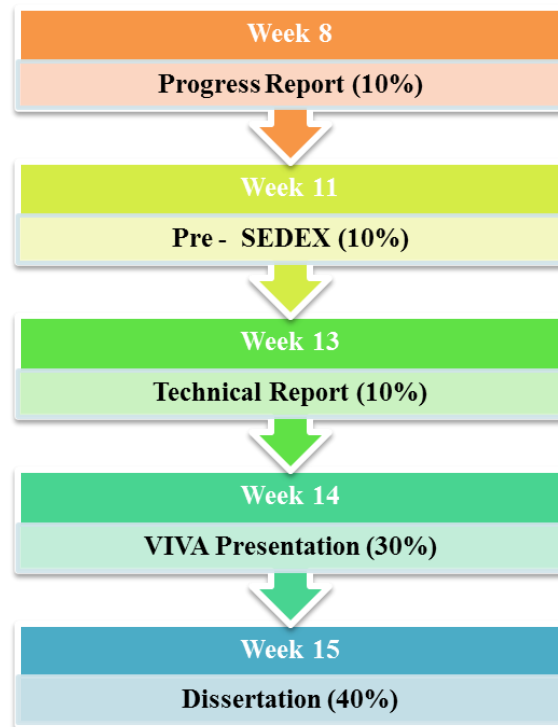 Week 8
Progress Report (10%)
Week 11
Pre - SEDEX (10%)
Week 13
Technical Report (10%)
Week 14
VIVA Presentation (30%)
Week 15
Dissertation (40%)